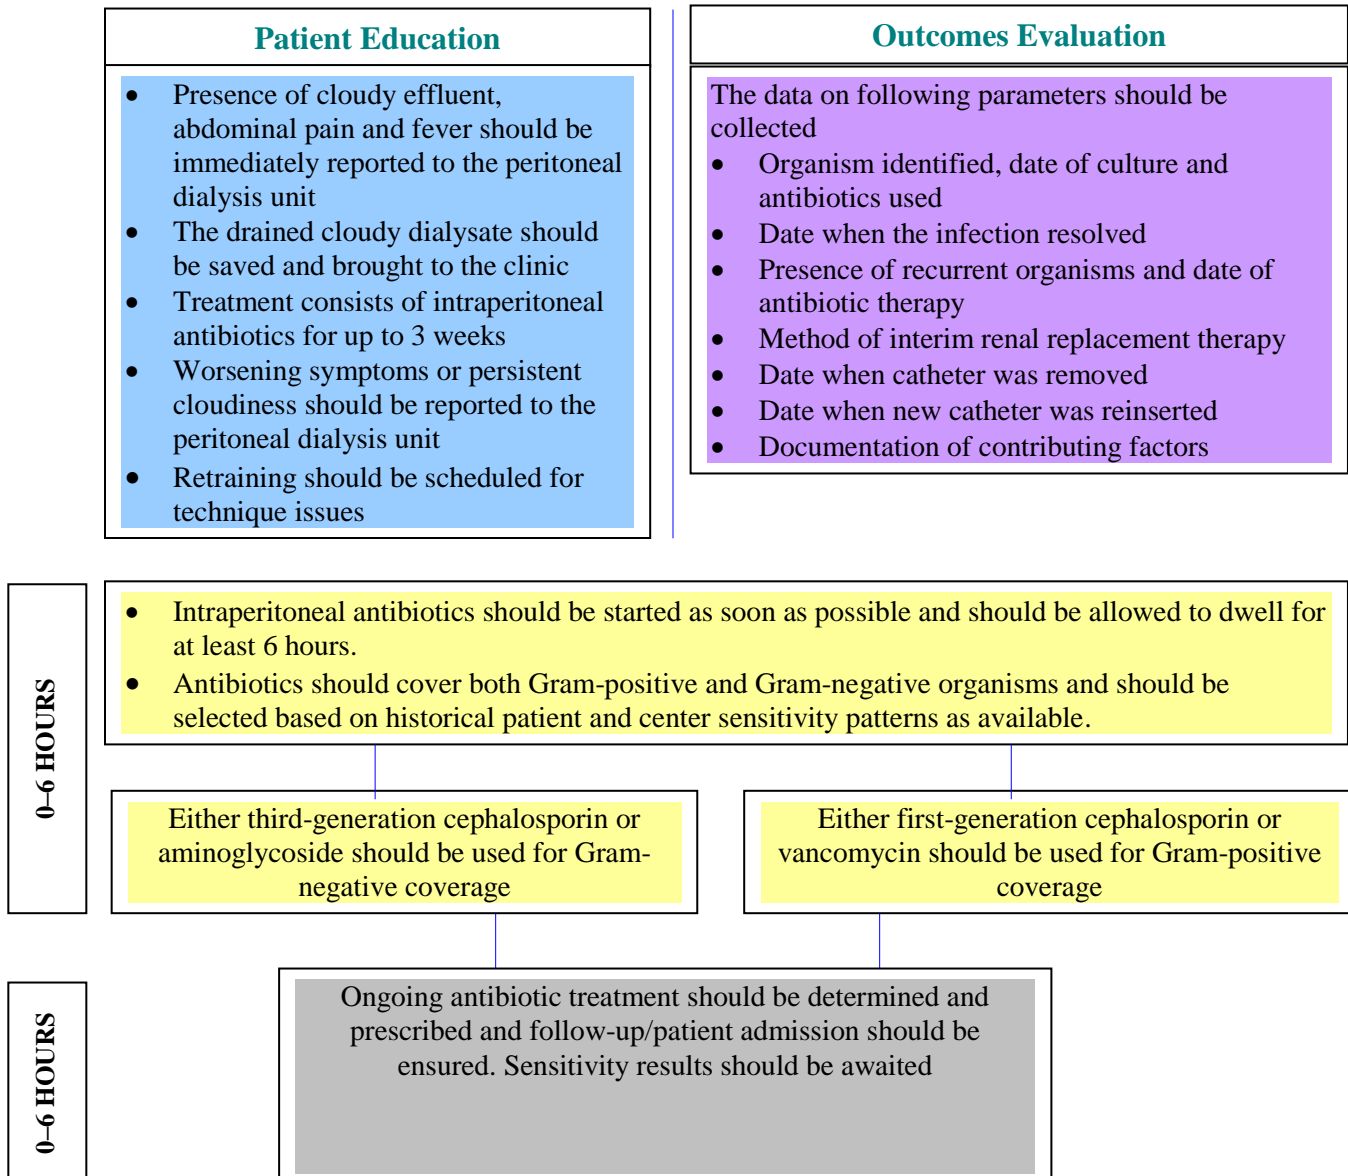 Patient Education
• Presence of cloudy effluent,
abdominal pain and fever should be
immediately reported to the peritoneal
dialysis unit
• The drained cloudy dialysate should
be saved and brought to the clinic
• Treatment consists of intraperitoneal
antibiotics for up to 3 weeks
• Worsening symptoms or persistent
cloudiness should be reported to the
peritoneal dialysis unit
• Retraining should be scheduled for
technique issues
Outcomes Evaluation
The data on following parameters should be
collected
• Organism identified, date of culture and
antibiotics used
• Date when the infection resolved
• Presence of recurrent organisms and date of
antibiotic therapy
• Method of interim renal replacement therapy
• Date when catheter was removed
• Date when new catheter was reinserted
• Documentation of contributing factors
0–6 HOURS
• Intraperitoneal antibiotics should be started as soon as possible and should be allowed to dwell for
at least 6 hours.
• Antibiotics should cover both Gram-positive and Gram-negative organisms and should be
selected based on historical patient and center sensitivity patterns as available.
Either third-generation cephalosporin or
aminoglycoside should be used for Gram-
negative coverage
Either first-generation cephalosporin or
vancomycin should be used for Gram-positive
coverage
0–6 HOURS
Ongoing antibiotic treatment should be determined and
prescribed and follow-up/patient admission should be
ensured. Sensitivity results should be awaited